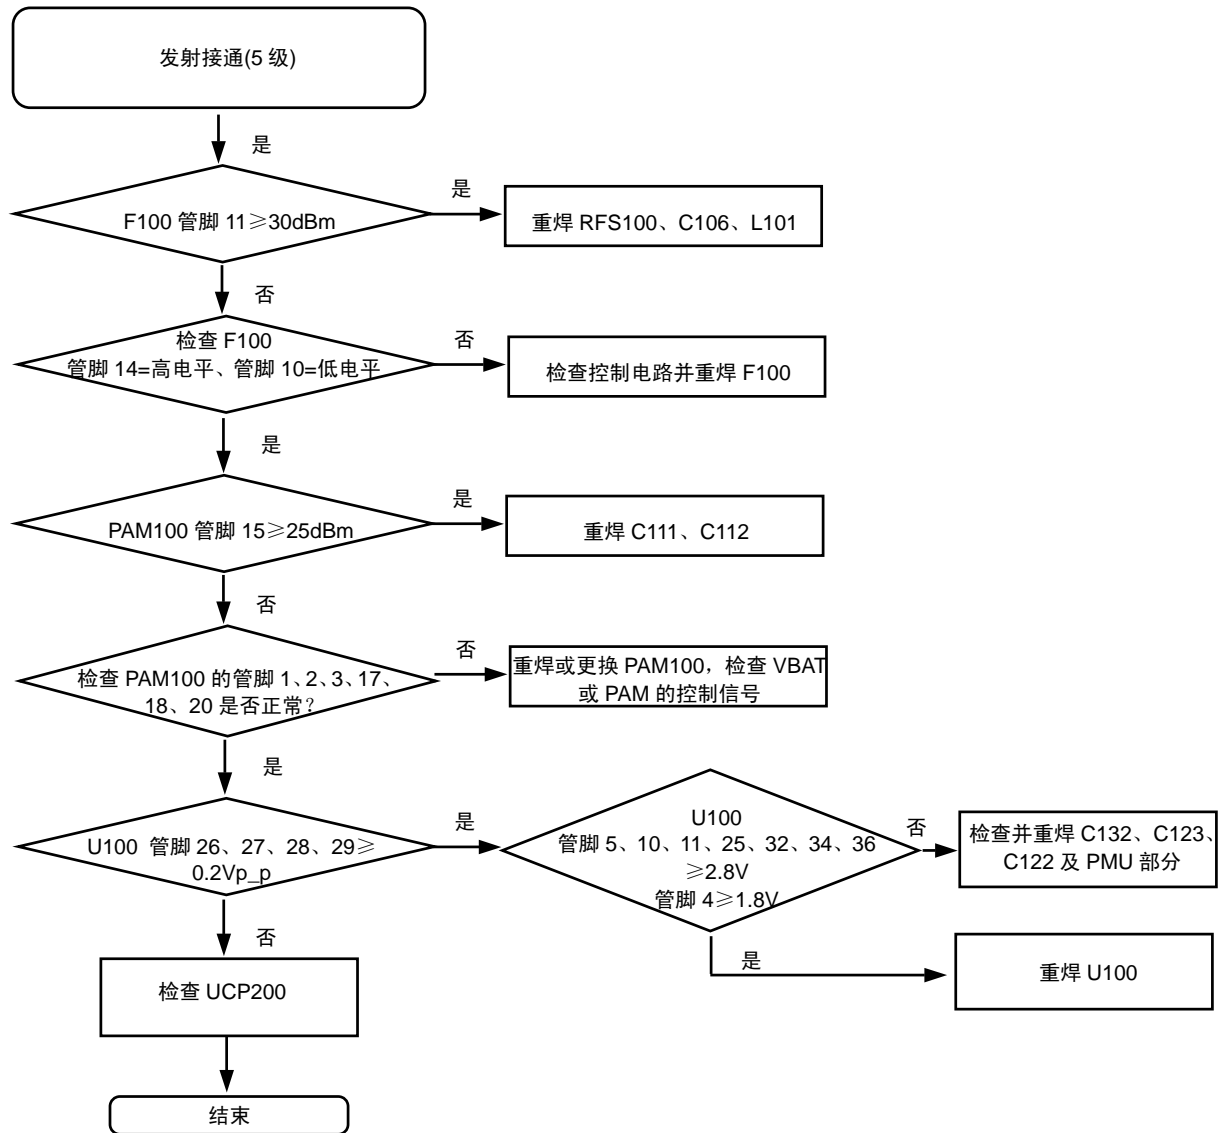 发射接通(5 级)
是
F100 管脚 11≥30dBm
是
重焊 RFS100、C106、L101
否
检查 F100
管脚 14=高电平、管脚 10=低电平
否
检查控制电路并重焊 F100
是
PAM100 管脚 15≥25dBm
是
重焊 C111、C112
否
检查 PAM100 的管脚 1、2、3、17、
18、20 是否正常？
否
重焊或更换 PAM100，检查 VBAT
或 PAM 的控制信号
是
U100 管脚 26、27、28、29≥
0.2Vp_p
是
U100
管脚 5、10、11、25、32、34、36
≥2.8V
管脚 4≥1.8V
否
检查并重焊 C132、C123、
C122 及 PMU 部分
是
重焊 U100
否
检查 UCP200
结束